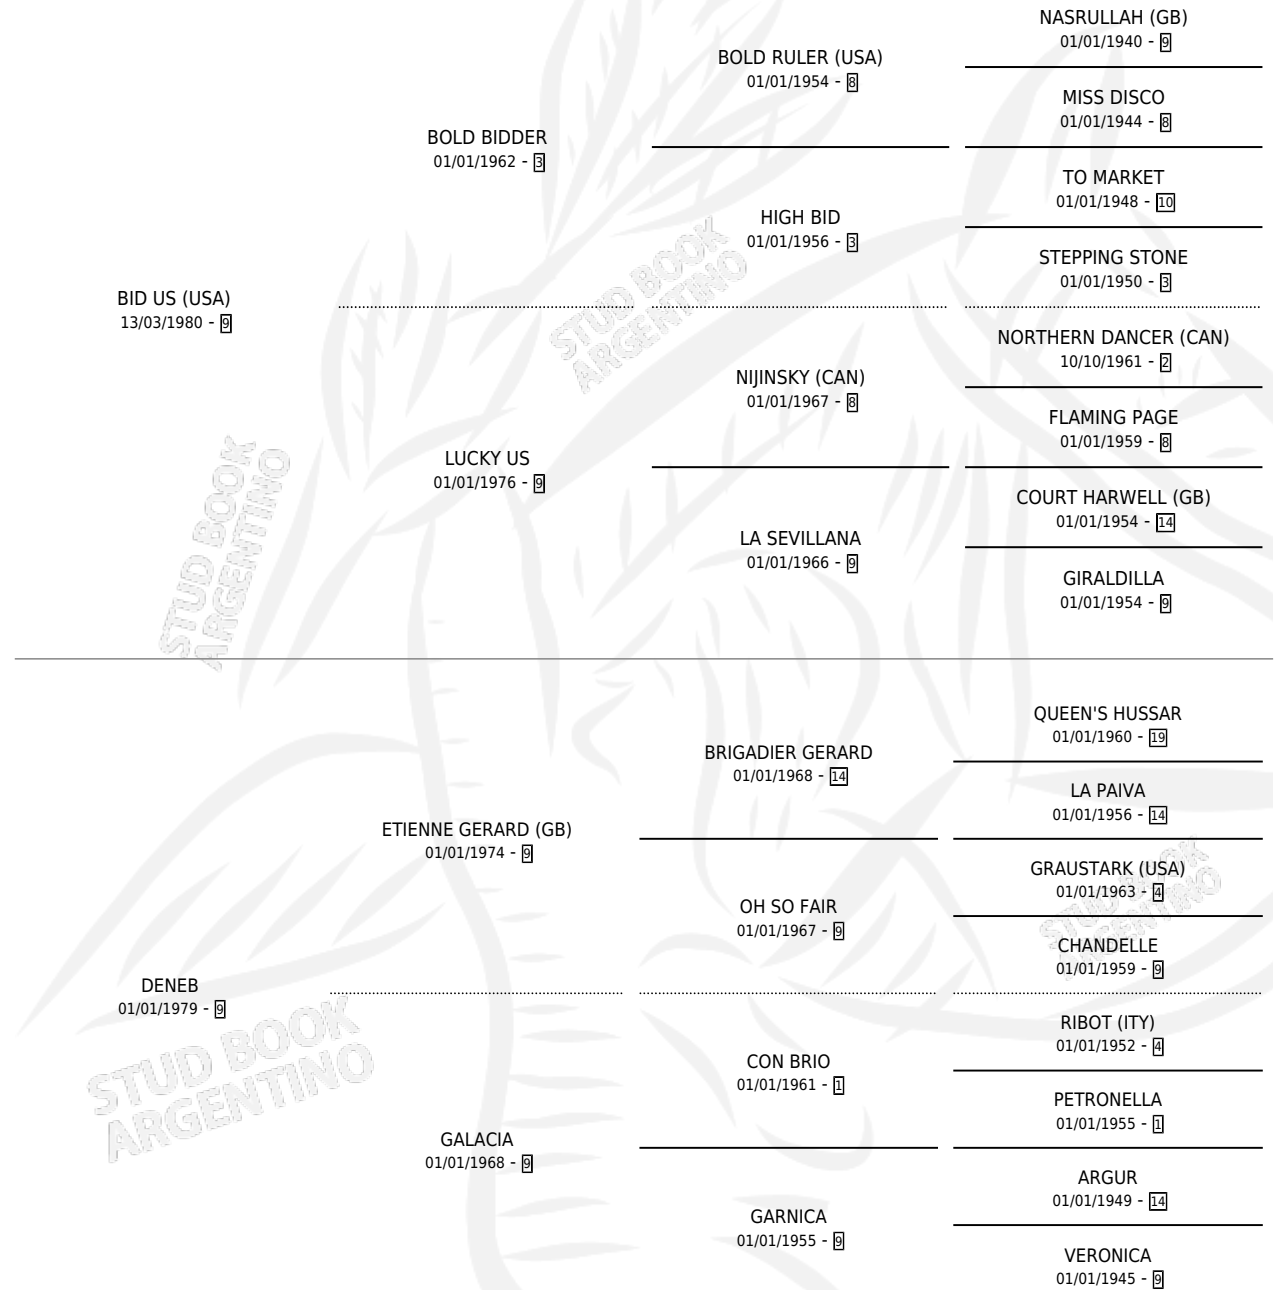 NASRULLAH (GB)
01/01/1940 - 9
BOLD RULER (USA)
01/01/1954 - 8
MISS DISCO
01/01/1944 - 8
BOLD BIDDER
01/01/1962 - 3
TO MARKET
01/01/1948 - 10
HIGH BID
01/01/1956 - 3
STEPPING STONE
01/01/1950 - 3
BID US (USA)
13/03/1980 - 9
NORTHERN DANCER (CAN)
10/10/1961 - 2
NIJINSKY (CAN)
01/01/1967 - 8
FLAMING PAGE
01/01/1959 - 8
LUCKY US
01/01/1976 - 9
COURT HARWELL (GB)
01/01/1954 - 14
LA SEVILLANA
01/01/1966 - 9
GIRALDILLA
01/01/1954 - 9
STUD BOOK
ARGENTINO
STUD BOOK
ARGENTINO
QUEEN'S HUSSAR
01/01/1960 - 19
BRIGADIER GERARD
01/01/1968 - 14
LA PAIVA
01/01/1956 - 14
ETIENNE GERARD (GB)
01/01/1974 - 9
GRAUSTARK (USA)
01/01/1963 - 4
OH SO FAIR
01/01/1967 - 9
CHANDELLE
01/01/1959 - 9
STUD BOOK
ARGENTINO
DENEB
01/01/1979 - 9
RIBOT (ITY)
01/01/1952 - 4
CON BRIO
01/01/1961 - 1
PETRONELLA
01/01/1955 - 1
STUD BOOK
ARGENTINO
GALACIA
01/01/1968 - 9
ARGUR
01/01/1949 - 14
GARNICA
01/01/1955 - 9
VERONICA
01/01/1945 - 9